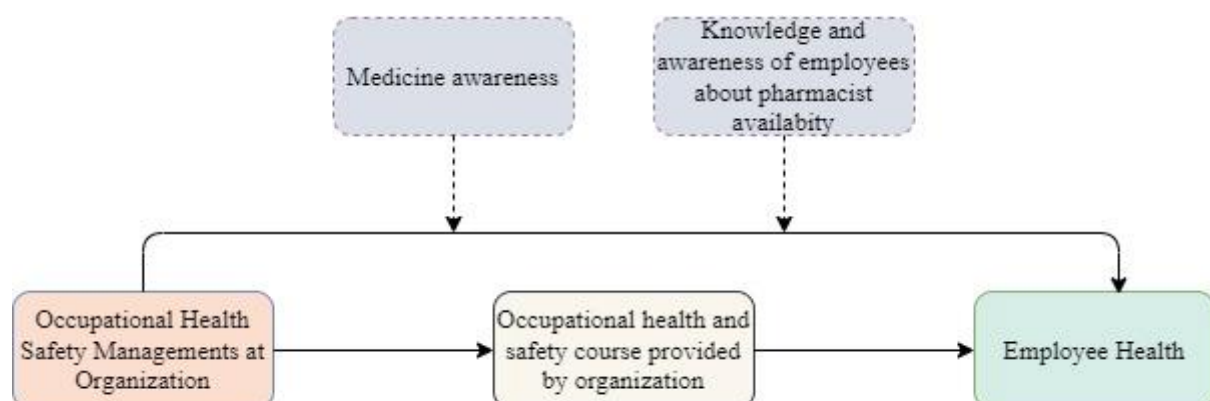 Medicine awareness
Knowledge and
awareness of employees
about pharmacist
availabity
Occupational Health
Safety Managements at
Organization
Occupational health and
safety course provided
by organization
Employee Health